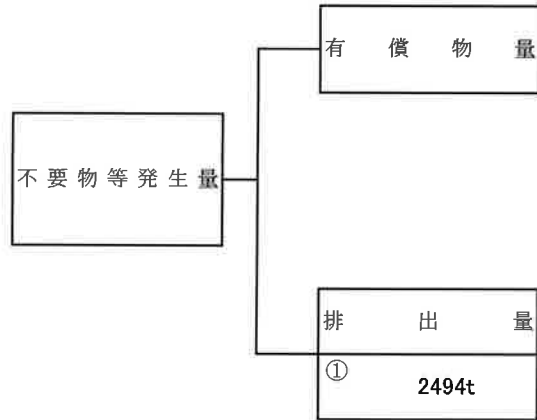 有償物量
不要物等発生量
排出量
①
2494t